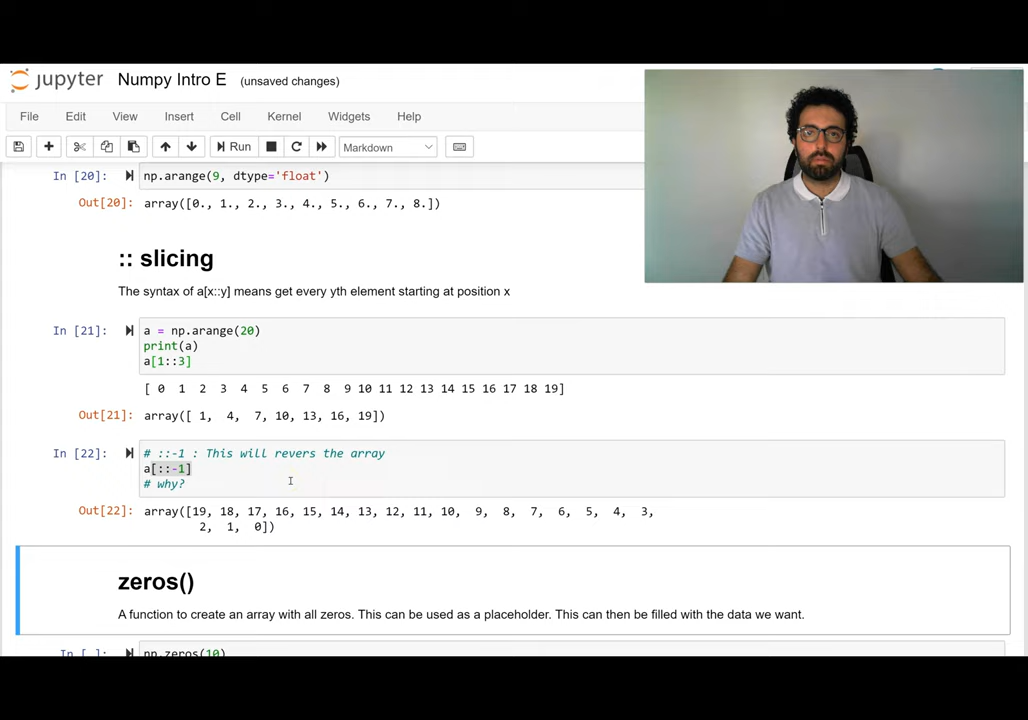 jupyter Numpy Intro E (unsaved changes)
File Edit View Insert Cell Kernel Widgets Help
Run Markdown
In [20]: np.arange(9, dtype='float')
Out[20]: array([0., 1., 2., 3., 4., 5., 6., 7., 8.])
:: slicing
The syntax of a[x::y] means get every yth element starting at position x
In [21]: a = np.arange(20)
print(a)
a[1::3]
[ 0 1 2 3 4 5 6 7 8 9 10 11 12 13 14 15 16 17 18 19]
Out[21]: array([ 1, 4, 7, 10, 13, 16, 19])
In [22]: # ::-1 : This will revers the array
a[::-1]
# why?
Out[22]: array([19, 18, 17, 16, 15, 14, 13, 12, 11, 10, 9, 8, 7, 6, 5, 4, 3,
2, 1, 0])
zeros()
A function to create an array with all zeros. This can be used as a placeholder. This can then be filled with the data we want.
In [ ]: np.zeros(10)